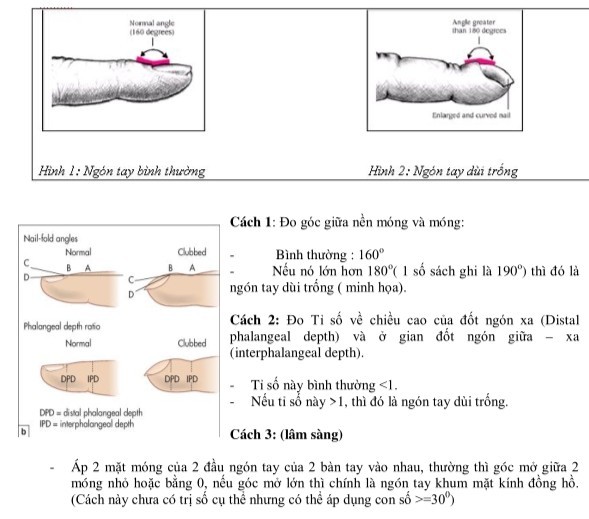 Normal angle
(160 degrees)
Angle greater
than 180 degrees
Enlarged and curved nail
Hình 1: Ngón tay bình thường
Hình 2: Ngón tay dùi trống
Nail-fold angles
Normal
Clubbed
C
B A
D
B A
C
D
Phalangeal depth ratio
Normal
Clubbed
DPD IPD
DPD IPD
DPD = distal phalangeal depth
IPD = interphalangeal depth
b
Cách 1: Đo góc giữa nền móng và móng:
- Bình thường : 160º
- Nếu nó lớn hơn 180º( 1 số sách ghi là 190º) thì đó là
ngón tay dùi trống ( minh họa).
Cách 2: Đo Tỉ số về chiều cao của đốt ngón xa (Distal
phalangeal depth) và ở gian đốt ngón giữa – xa
(interphalangeal depth).
- Tỉ số này bình thường <1.
- Nếu tỉ số này >1, thì đó là ngón tay dùi trống.
Cách 3: (lâm sàng)
- Áp 2 mặt móng của 2 đầu ngón tay của 2 bàn tay vào nhau, thường thì góc mở giữa 2
móng nhỏ hoặc bằng 0, nếu góc mở lớn thì chính là ngón tay khum mặt kính đồng hồ.
(Cách này chưa có trị số cụ thể nhưng có thể áp dụng con số >=30⁰)